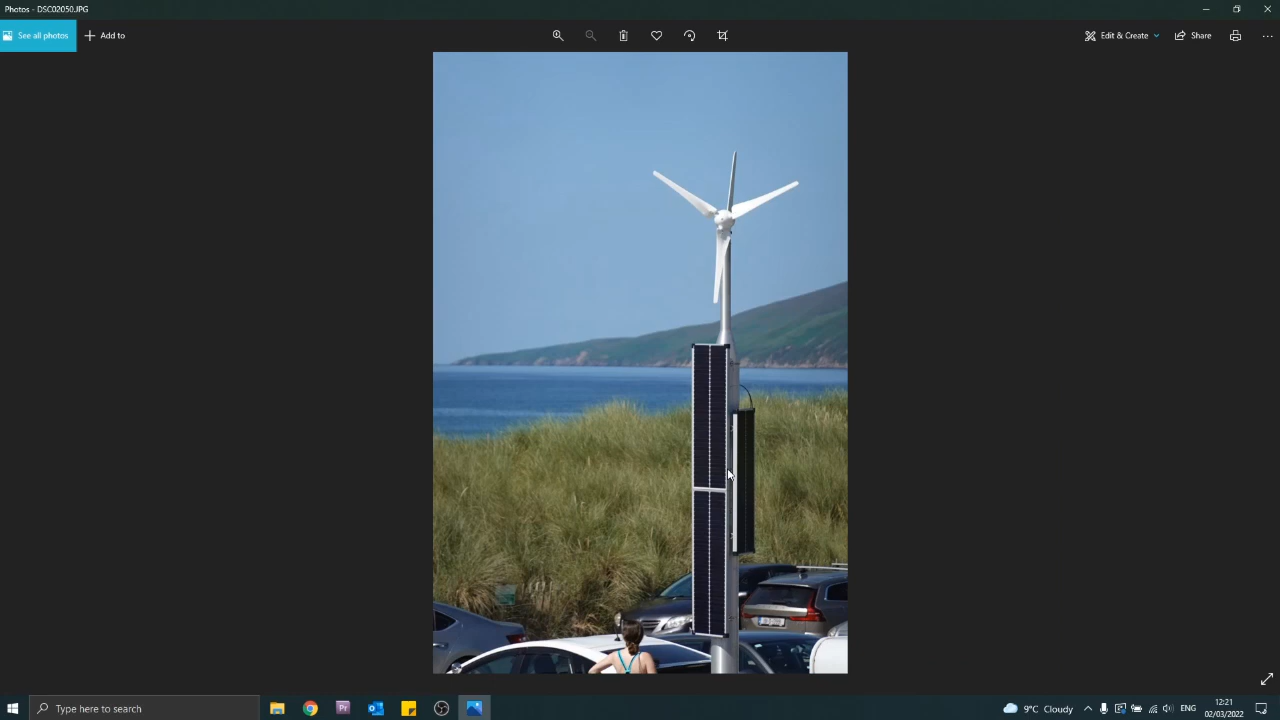 Photos - DSC02050.JPG
See all photos
Add to
Edit & Create
Share
Pr
Type here to search
9°C Cloudy
ENG
12:21
02/03/2022